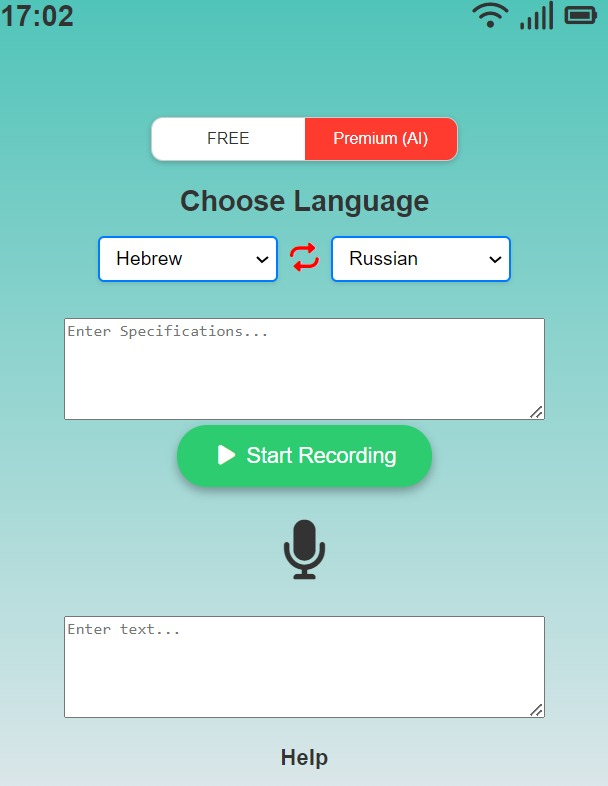 17:02
FREE Premium (AI)
Choose Language
Hebrew Russian
Enter Specifications...
Start Recording
Enter text...
Help